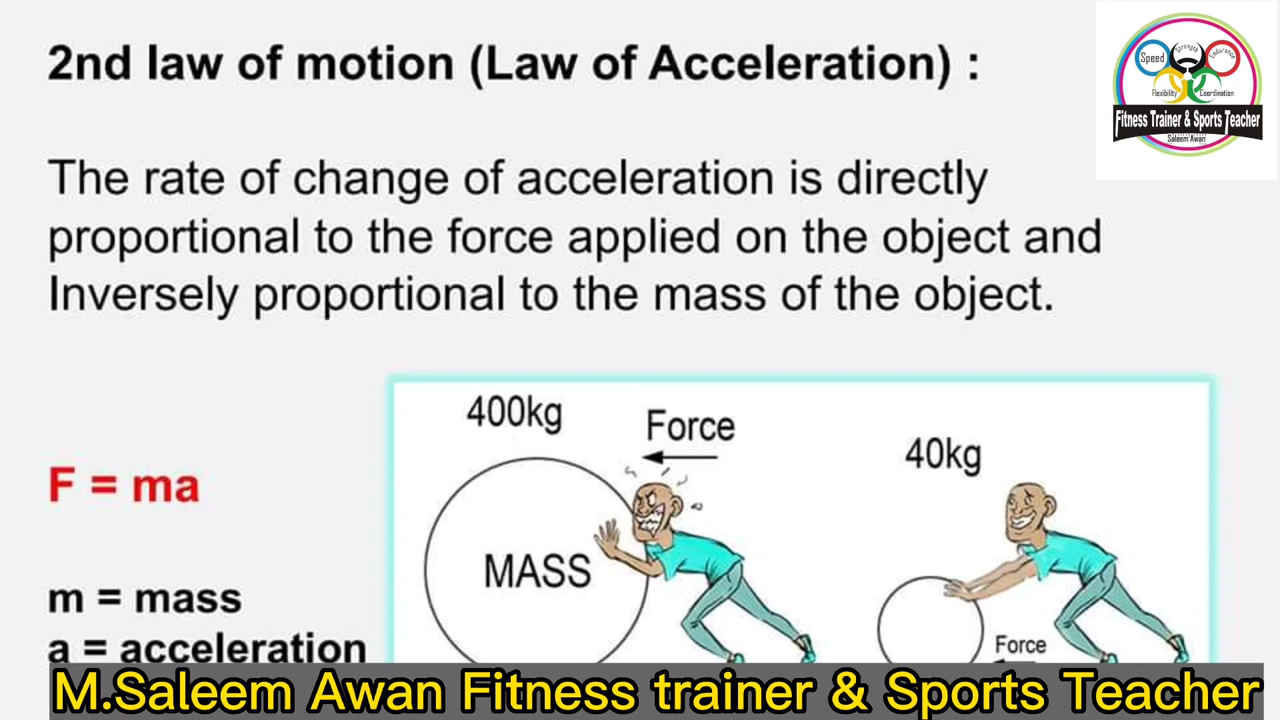 2nd law of motion (Law of Acceleration) :
Speed
Strength
Endurance
Flexibility
Coordination
Fitness Trainer & Sports Teacher
Saleem Awan
The rate of change of acceleration is directly
proportional to the force applied on the object and
Inversely proportional to the mass of the object.
400kg
Force
40kg
F = ma
MASS
m = mass
a = acceleration
Force
M.Saleem Awan Fitness trainer & Sports Teacher